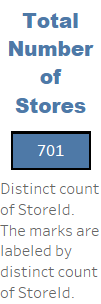 Total
Number
of
Stores
701
Distinct count
of StoreId.
The marks are
labeled by
distinct count
of StoreId.